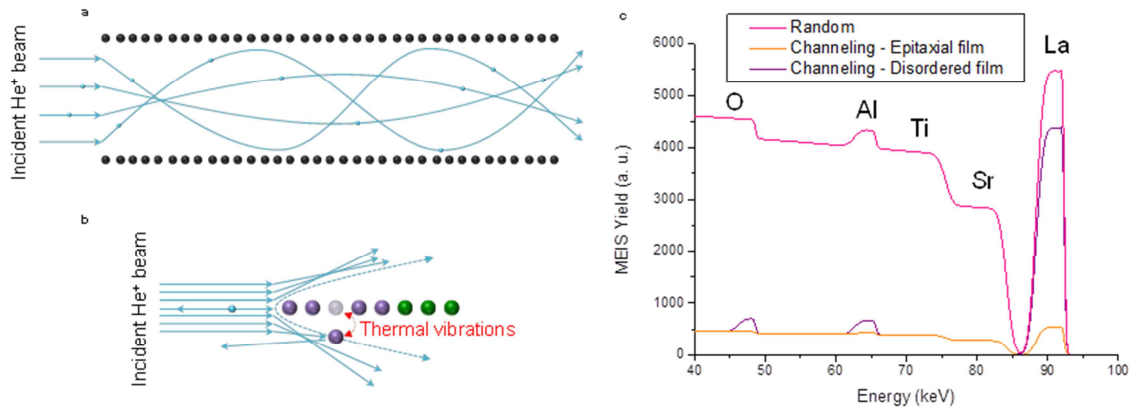 a
Incident He⁺ beam
b
Incident He⁺ beam
Thermal vibrations
c
Random
Channeling - Epitaxial film
Channeling - Disordered film
La
O
Al
Ti
Sr
6000
5000
4000
3000
2000
1000
0
MEIS Yield (a. u.)
40 50 60 70 80 90 100
Energy (keV)